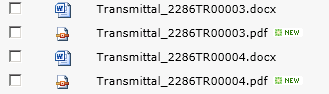 Transmittal_2286TR00003.docx
Transmittal_2286TR00003.pdf NEW
Transmittal_2286TR00004.docx
Transmittal_2286TR00004.pdf NEW